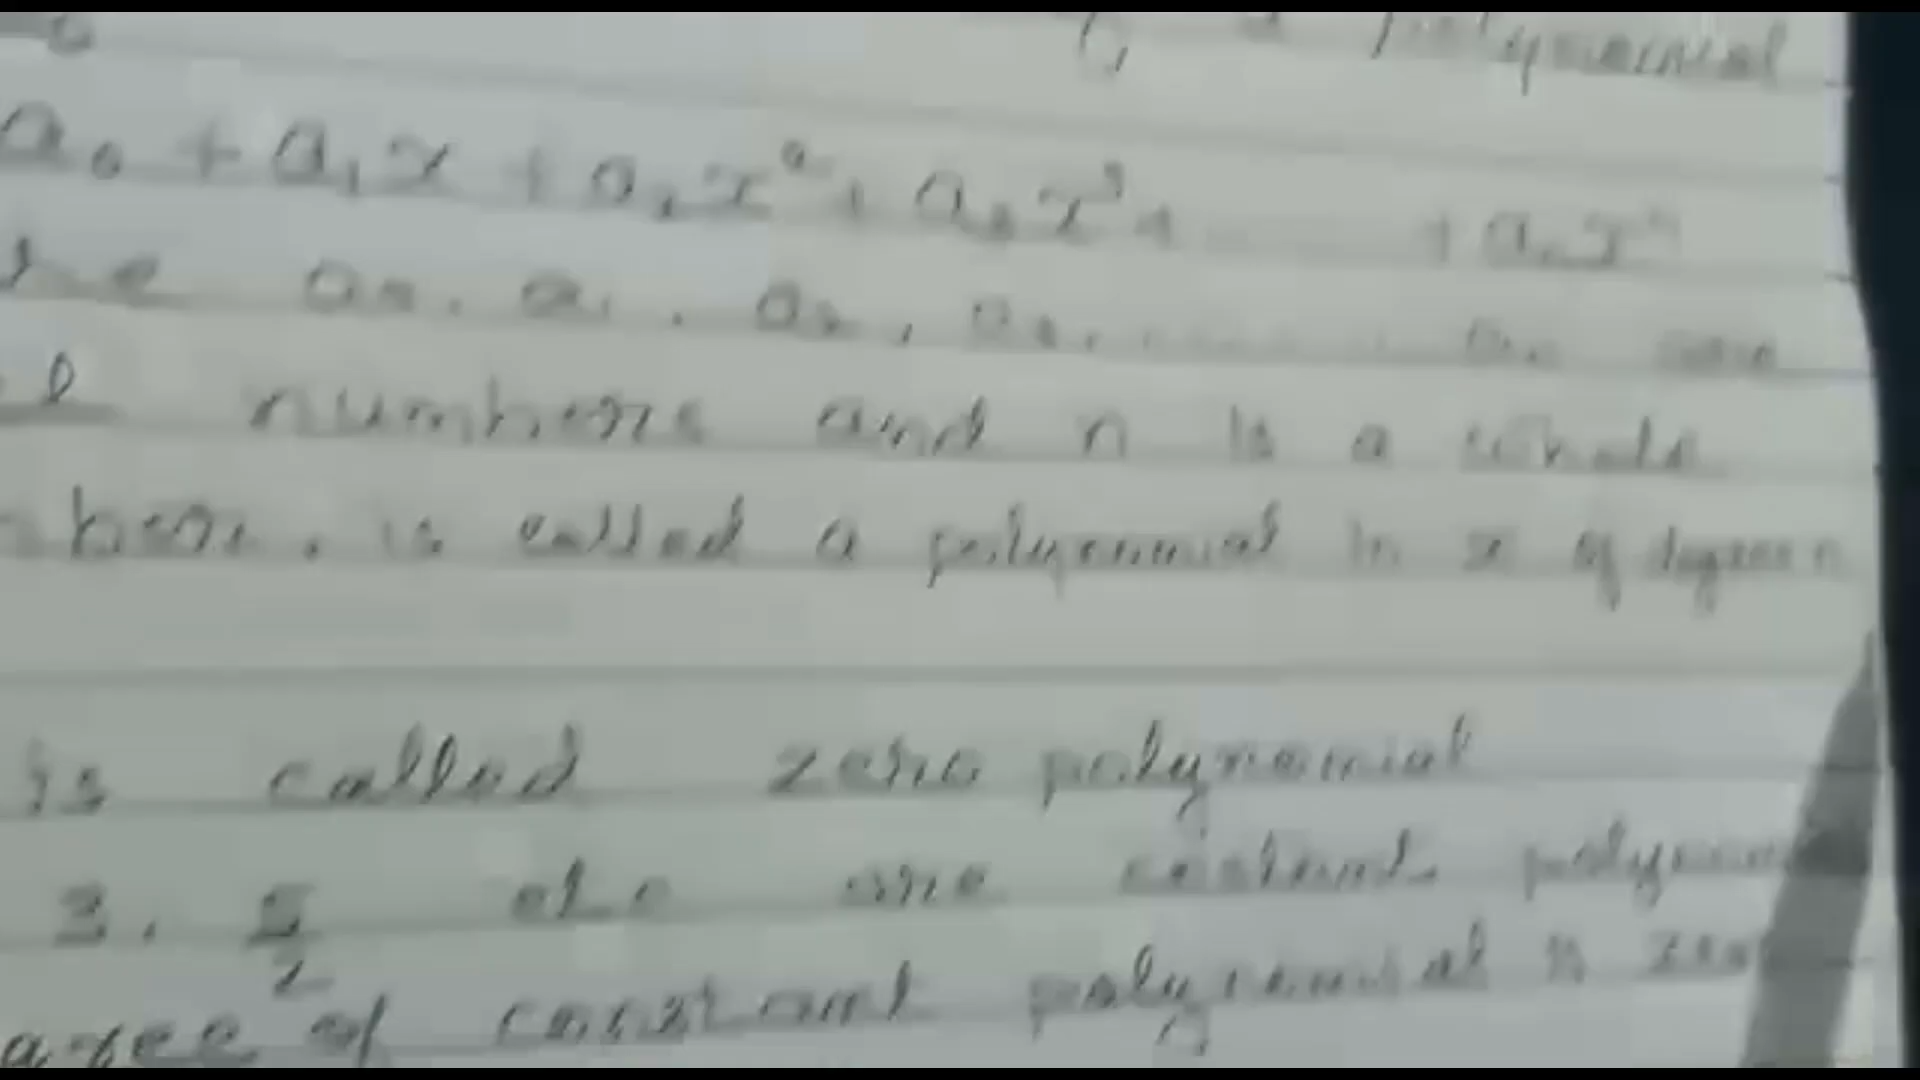 polynomial
a₀ + a₁x + a₂x² + a₃x³ + + aₙxⁿ
a₀, a₁, a₂, a₃, ...... aₙ are
numbers and n is a whole
is called a polynomial in x of degree n
is called zero polynomial
3, 5/2 etc are constant
of constant polynomial is zero